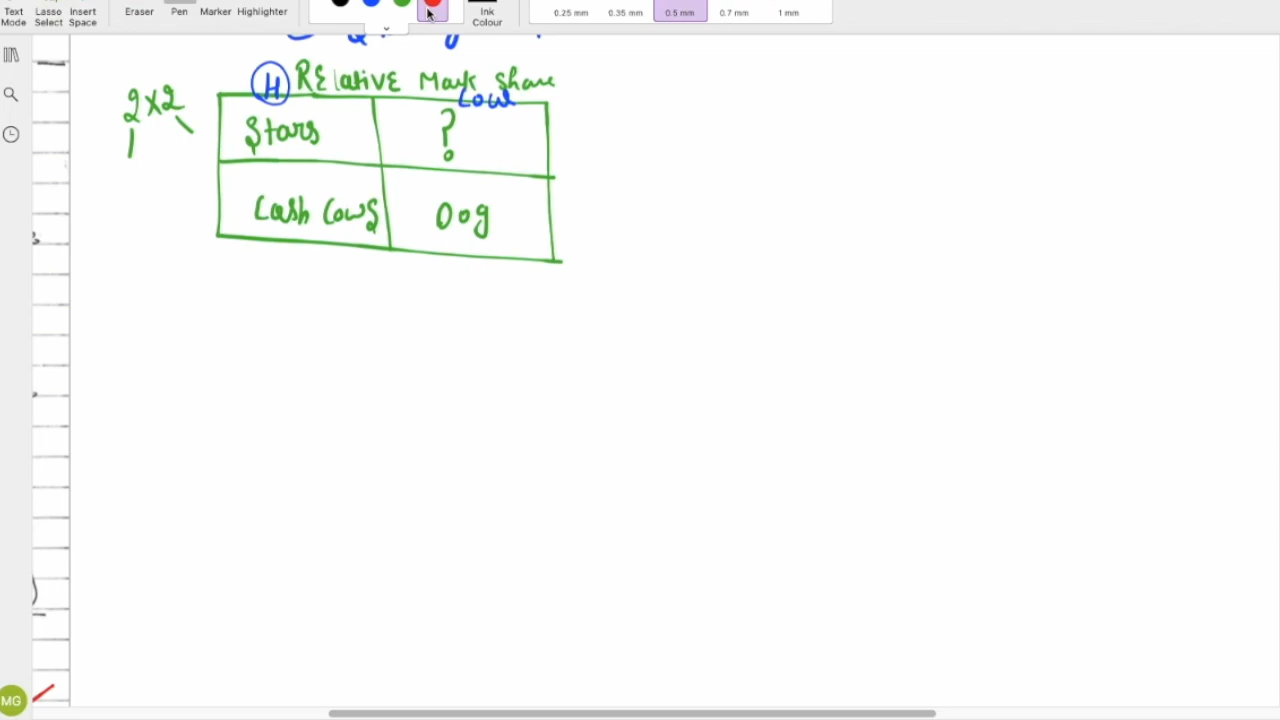 Text Mode
Lasso Select
Insert Space
Eraser
Pen
Marker
Highlighter
Ink Colour
0.25 mm
0.35 mm
0.5 mm
0.7 mm
1 mm
H RElativE Mark Share
Low
2x2
Stars
?
Cash Cows
Dog
MG